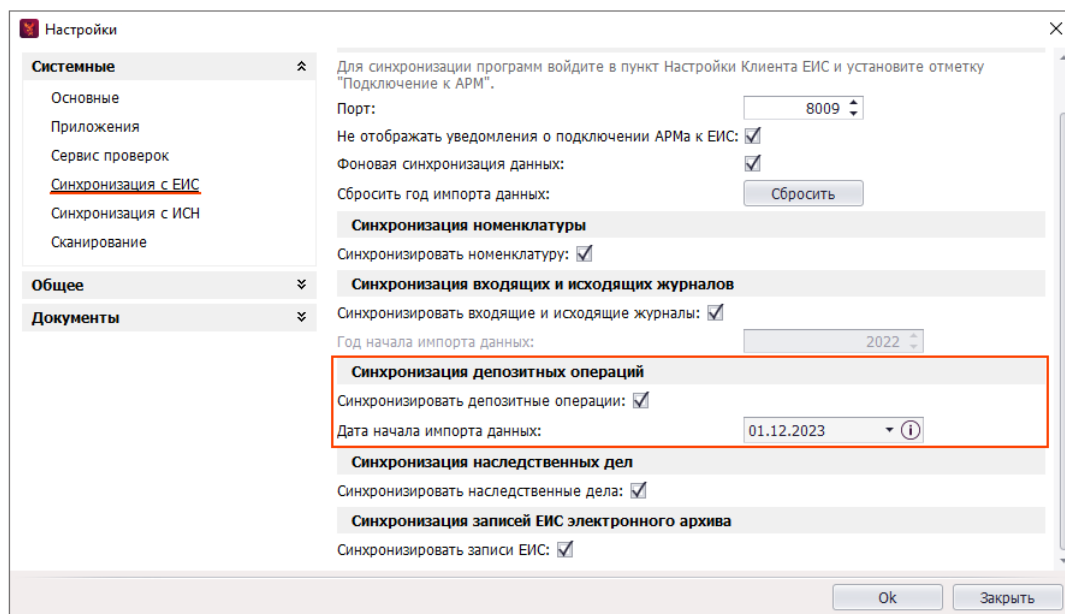 Настройки
Системные
Основные
Приложения
Сервис проверок
Синхронизация с ЕИС
Синхронизация с ИСН
Сканирование
Общее
Документы
Для синхронизации программ войдите в пункт Настройки Клиента ЕИС и установите отметку
"Подключение к АРМ".
Порт: 8009
Не отображать уведомления о подключении АРМа к ЕИС:
Фоновая синхронизация данных:
Сбросить год импорта данных: Сбросить
Синхронизация номенклатуры
Синхронизировать номенклатуру:
Синхронизация входящих и исходящих журналов
Синхронизировать входящие и исходящие журналы:
Год начала импорта данных: 2022
Синхронизация депозитных операций
Синхронизировать депозитные операции:
Дата начала импорта данных: 01.12.2023
Синхронизация наследственных дел
Синхронизировать наследственные дела:
Синхронизация записей ЕИС электронного архива
Синхронизировать записи ЕИС:
Ok Закрыть